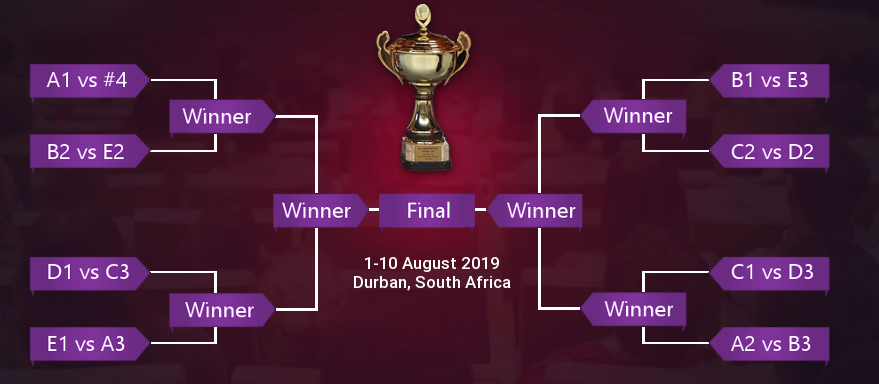 A1 vs #4
B2 vs E2
Winner
D1 vs C3
E1 vs A3
Winner
Winner
Final
1-10 August 2019
Durban, South Africa
Winner
B1 vs E3
C2 vs D2
Winner
C1 vs D3
A2 vs B3
Winner